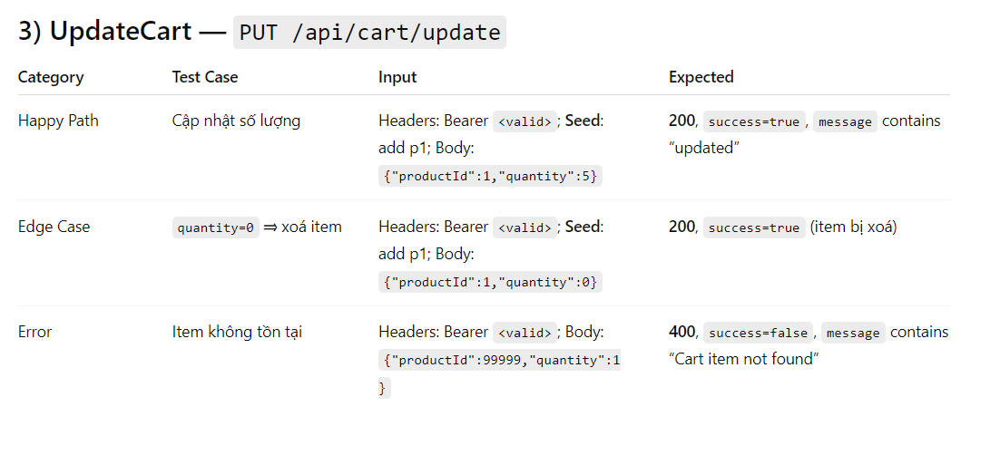 3) UpdateCart — PUT /api/cart/update
Category Test Case Input Expected
Happy Path Cập nhật số lượng Headers: Bearer <valid>; Seed: 200, success=true, message contains
add p1; Body: “updated”
{"productId":1,"quantity":5}
Edge Case quantity=0 ⇒ xoá item Headers: Bearer <valid>; Seed: 200, success=true (item bị xoá)
add p1; Body:
{"productId":1,"quantity":0}
Error Item không tồn tại Headers: Bearer <valid>; Body: 400, success=false, message contains
{"productId":99999,"quantity":1 “Cart item not found”
}